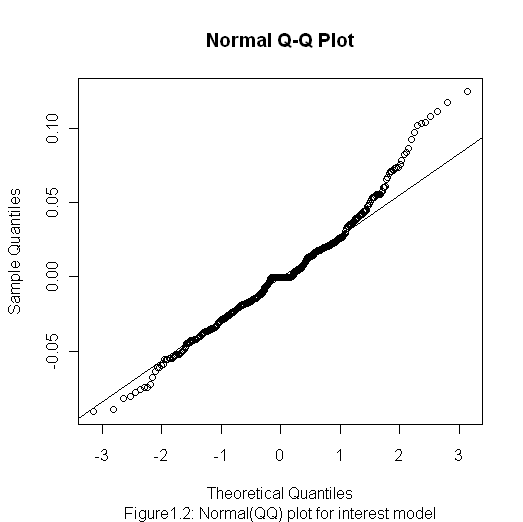 Normal Q-Q Plot
Sample Quantiles
0.10
0.05
0.00
-0.05
-3 -2 -1 0 1 2 3
Theoretical Quantiles
Figure1.2: Normal(QQ) plot for interest model